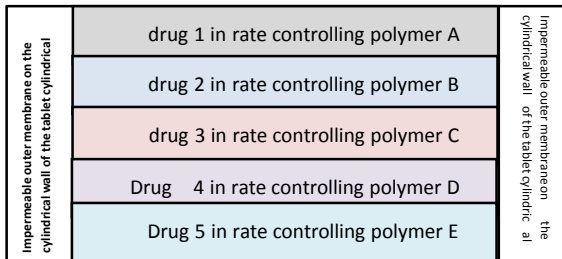 Impermeable outer membrane on the
cylindrical wall of the tablet cylindrical
drug 1 in rate controlling polymer A
drug 2 in rate controlling polymer B
drug 3 in rate controlling polymer C
Drug 4 in rate controlling polymer D
Drug 5 in rate controlling polymer E
Impermeable outer membrane on the
cylindrical wall of the tablet cylindric al